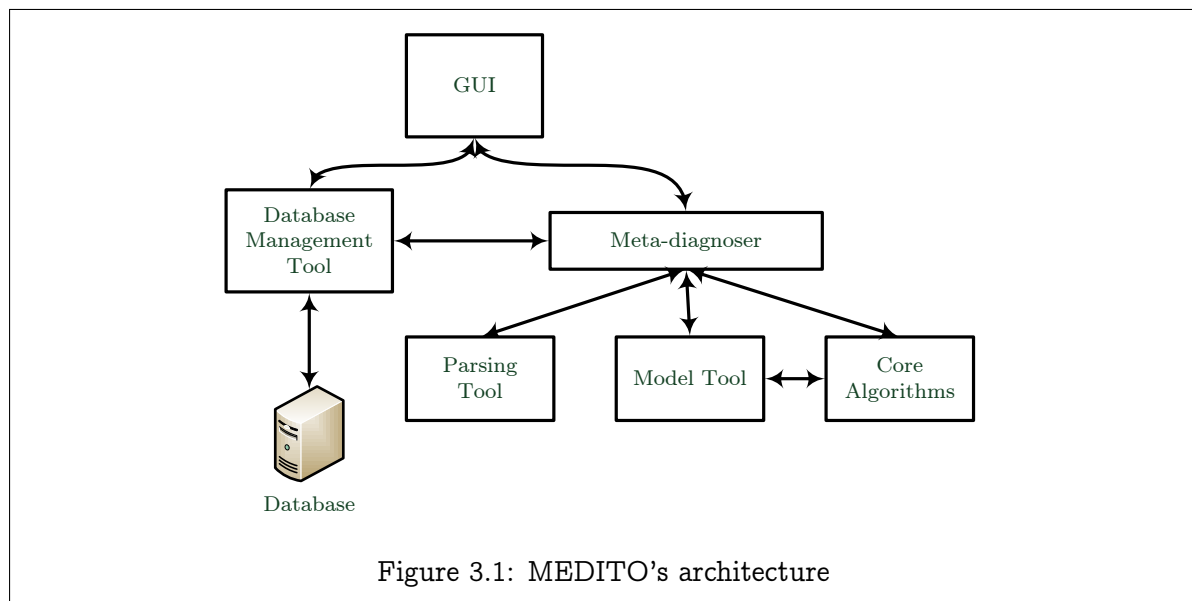 GUI
Database
Management
Tool
Meta-diagnoser
Parsing
Tool
Model Tool
Core
Algorithms
Database
Figure 3.1: MEDITO's architecture